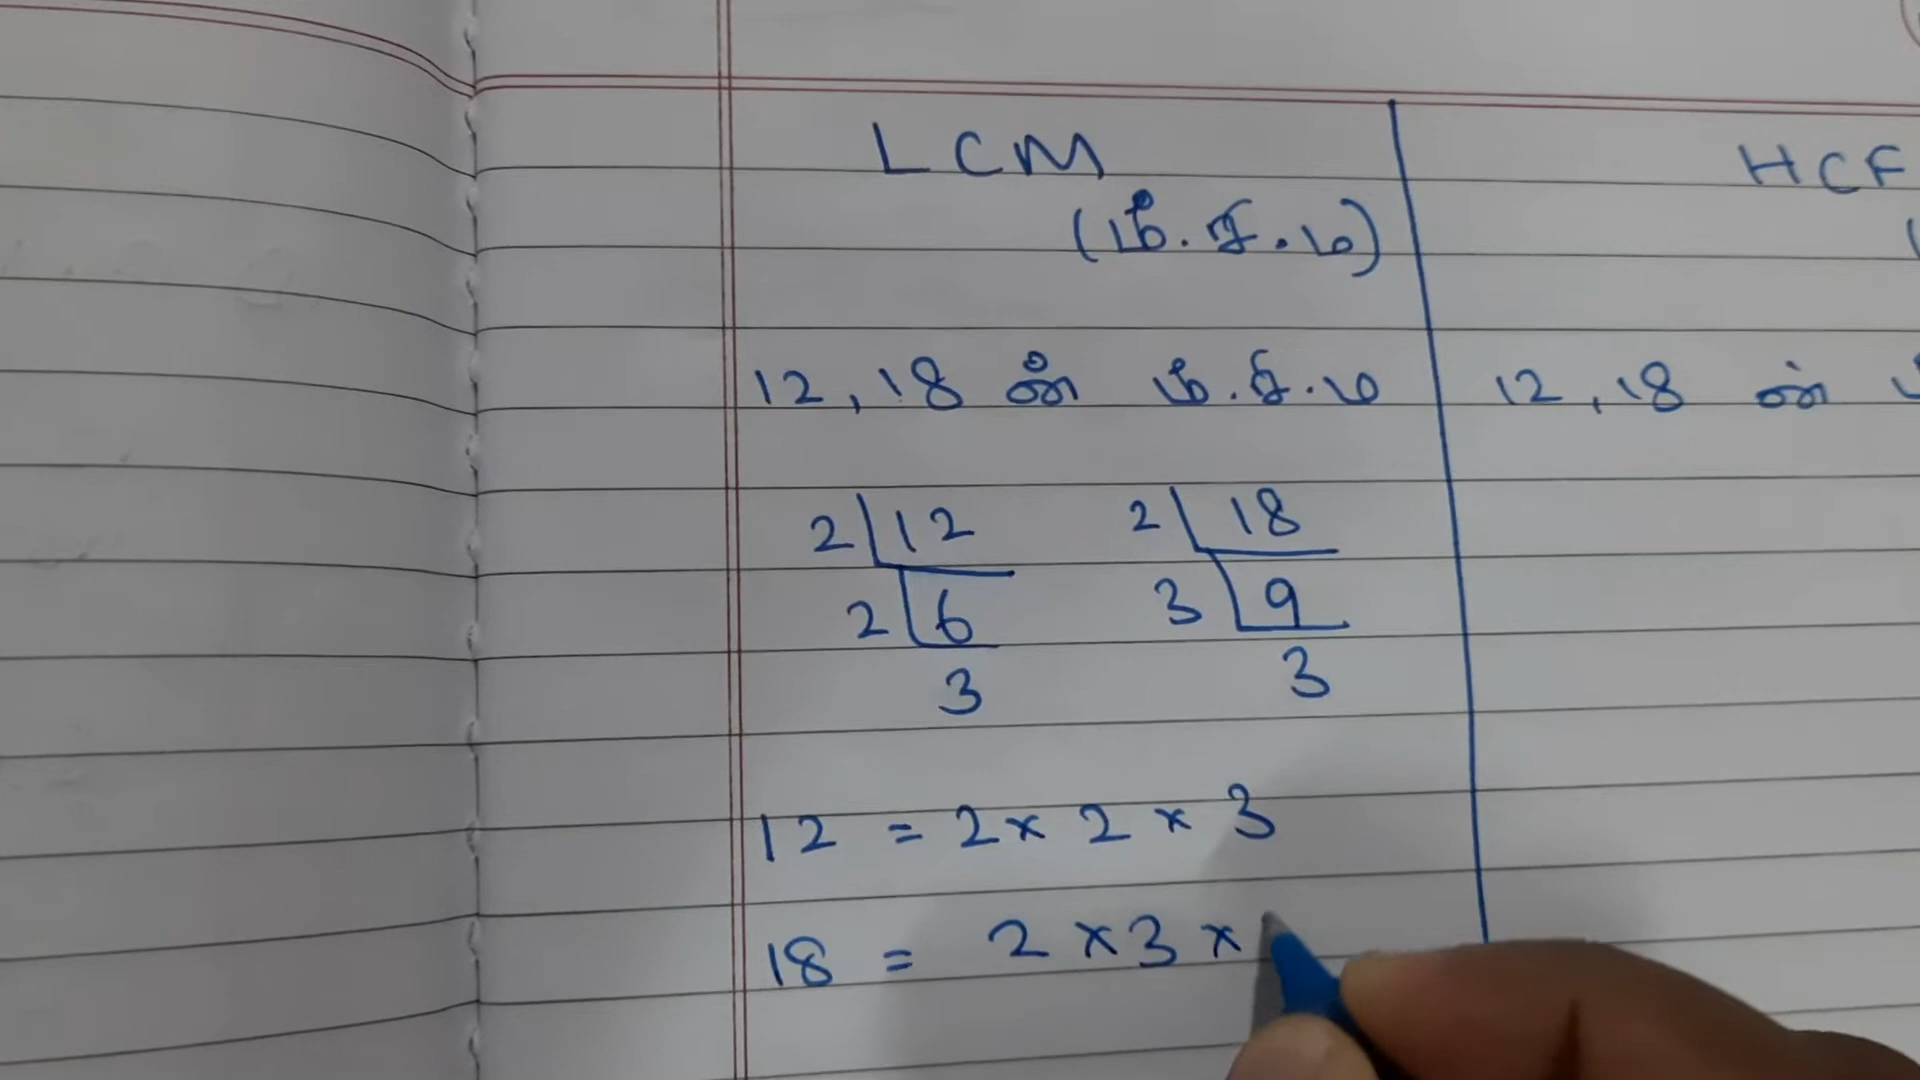 LCM
(மீ.சி.ம)
12, 18 ன் மீ.சி.ம
2 12
2 6
3
2 18
3 9
3
12 = 2 × 2 × 3
18 = 2 × 3 ×
HCF
(
12, 18 ன்